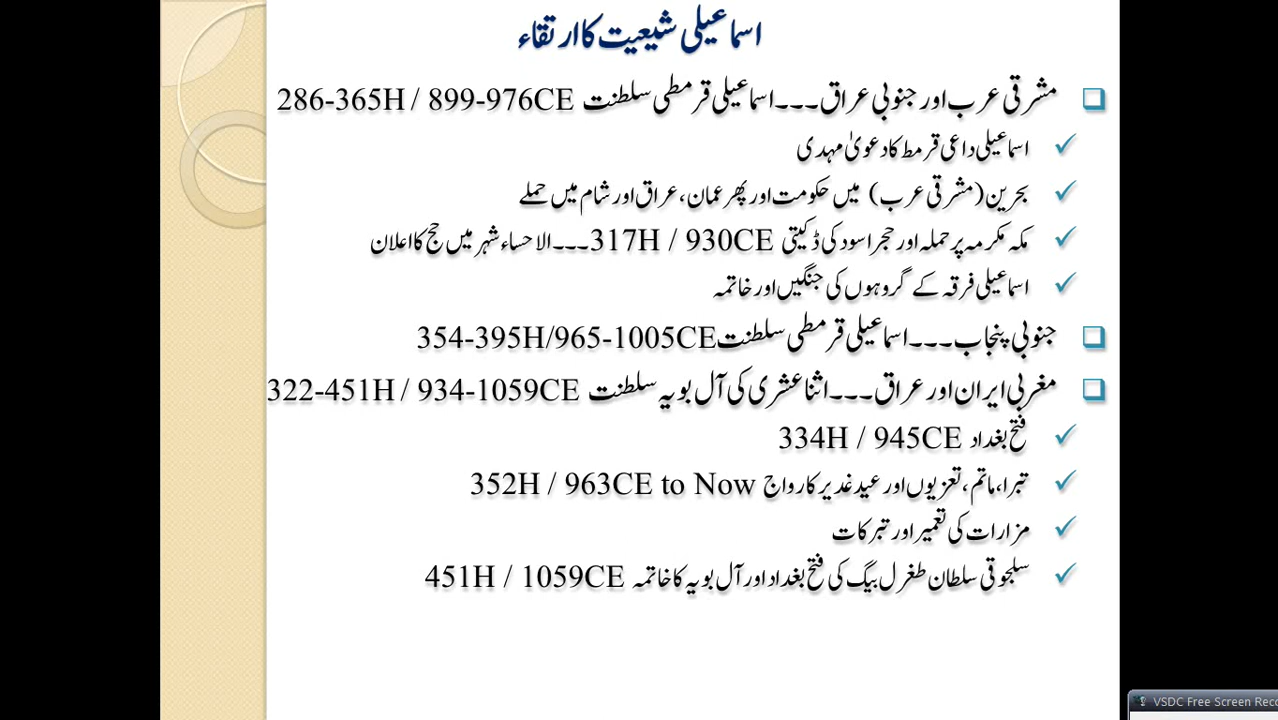 اسماعیلی شیعیت کا ارتقاء
مشرقی عرب اور جنوبی عراق۔۔۔اسماعیلی قرمطی سلطنت 286-365H / 899-976CE
اسماعیلی داعی قرمط کا دعویٰ مہدی
بحرین (مشرقی عرب) میں حکومت اور پھر عمان، عراق اور شام میں حملے
مکہ مکرمہ پر حملہ اور حجر اسود کی ڈکیتی 317H / 930CE۔۔۔الاحساء شہر میں حج کا اعلان
اسماعیلی فرقہ کے گروہوں کی جنگیں اور خاتمہ
جنوبی پنجاب۔۔۔اسماعیلی قرمطی سلطنت 354-395H/965-1005CE
مغربی ایران اور عراق۔۔۔اثنا عشری کی آل بویہ سلطنت 322-451H / 934-1059CE
فتح بغداد 334H / 945CE
تبرا، ماتم، تعزیوں اور عید غدیر کا رواج 352H / 963CE to Now
مزارات کی تعمیر اور تبرکات
سلجوقی سلطان طغرل بیگ کی فتح بغداد اور آل بویہ کا خاتمہ 451H / 1059CE
VSDC Free Screen Reco